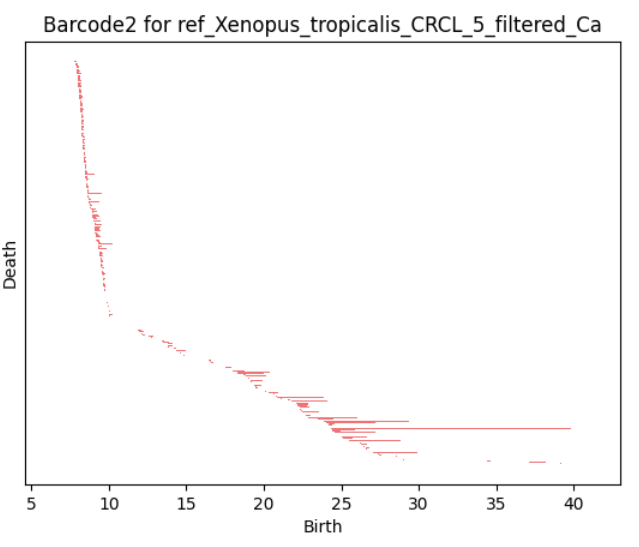 Barcode2 for ref_Xenopus_tropicalis_CRCL_5_filtered_Ca
Death
5 10 15 20 25 30 35 40
Birth